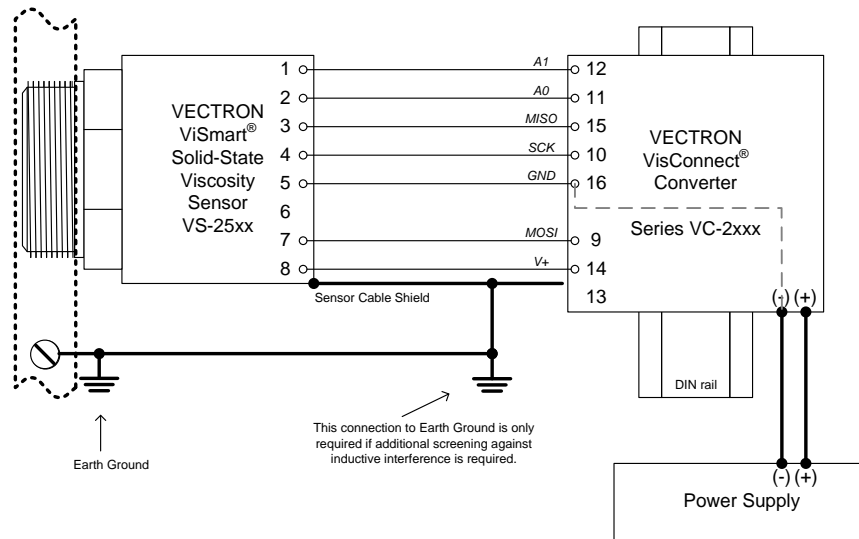 VECTRON
ViSmart®
Solid-State
Viscosity
Sensor
VS-25xx
1
2
3
4
5
6
7
8
A1
A0
MISO
SCK
GND
MOSI
V+
12
11
15
10
16
9
14
13
VECTRON
VisConnect®
Converter
Series VC-2xxx
(-) (+)
Sensor Cable Shield
DIN rail
This connection to Earth Ground is only
required if additional screening against
inductive interference is required.
Earth Ground
(-) (+)
Power Supply